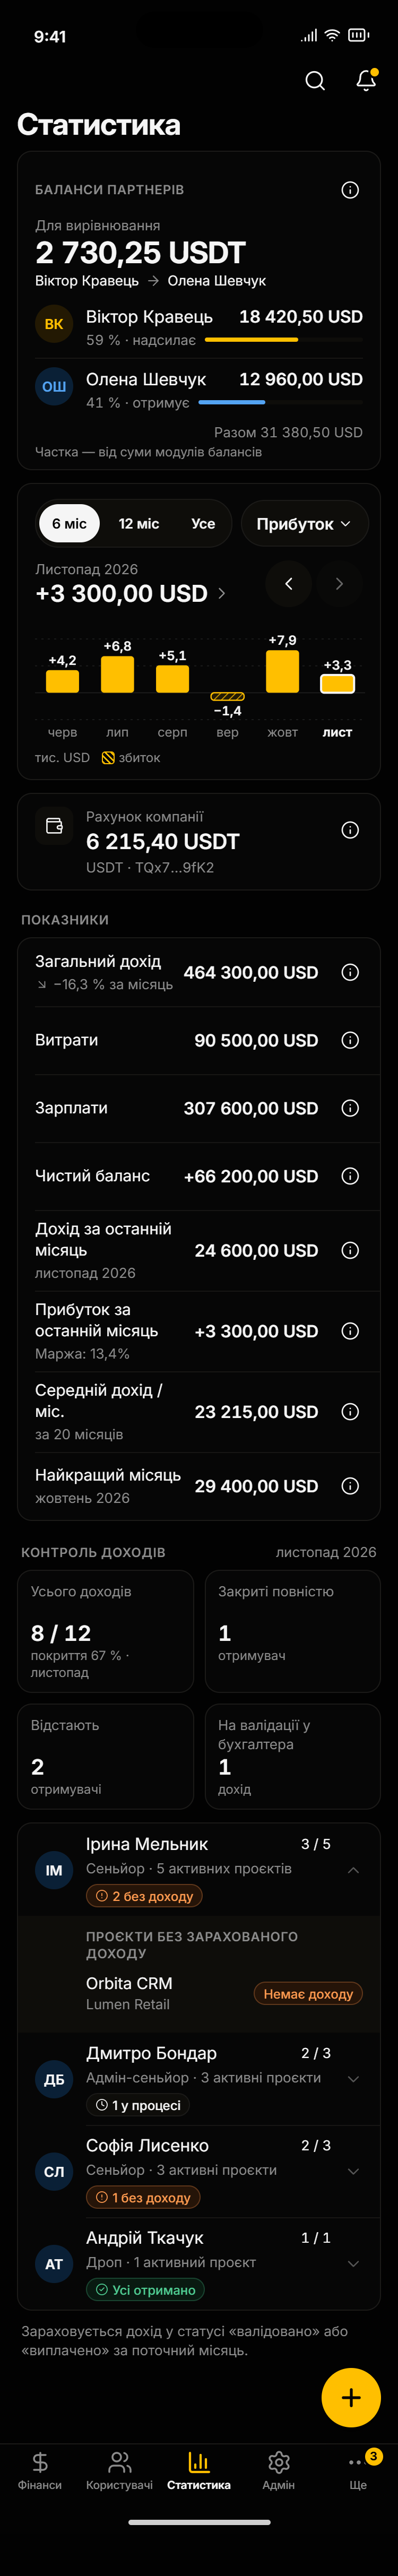 9:41
Статистика
БАЛАНСИ ПАРТНЕРІВ
Для вирівнювання
2 730,25 USDT
Віктор Кравець → Олена Шевчук
ВК
Віктор Кравець 18 420,50 USD
59 % · надсилає
ОШ
Олена Шевчук 12 960,00 USD
41 % · отримує
Разом 31 380,50 USD
Частка — від суми модулів балансів
6 міс 12 міс Усе Прибуток
Листопад 2026
+3 300,00 USD
+4,2 +6,8 +5,1 −1,4 +7,9 +3,3
черв лип серп вер жовт лист
тис. USD збиток
Рахунок компанії
6 215,40 USDT
USDT · TQx7…9fK2
ПОКАЗНИКИ
Загальний дохід 464 300,00 USD
−16,3 % за місяць
Витрати 90 500,00 USD
Зарплати 307 600,00 USD
Чистий баланс +66 200,00 USD
Дохід за останній
місяць 24 600,00 USD
листопад 2026
Прибуток за
останній місяць +3 300,00 USD
Маржа: 13,4%
Середній дохід /
міс. 23 215,00 USD
за 20 місяців
Найкращий місяць 29 400,00 USD
жовтень 2026
КОНТРОЛЬ ДОХОДІВ листопад 2026
Усього доходів
8 / 12
покриття 67 % ·
листопад
Закриті повністю
1
отримувач
Відстають
2
отримувачі
На валідації у
бухгалтера
1
дохід
ІМ
Ірина Мельник 3 / 5
Сеньйор · 5 активних проєктів
2 без доходу
ПРОЄКТИ БЕЗ ЗАРАХОВАНОГО
ДОХОДУ
Orbita CRM
Lumen Retail
Немає доходу
ДБ
Дмитро Бондар 2 / 3
Адмін-сеньйор · 3 активні проєкти
1 у процесі
СЛ
Софія Лисенко 2 / 3
Сеньйор · 3 активні проєкти
1 без доходу
АТ
Андрій Ткачук 1 / 1
Дроп · 1 активний проєкт
Усі отримано
Зараховується дохід у статусі «валідовано» або
«виплачено» за поточний місяць.
3
Фінанси Користувачі Статистика Адмін Ще